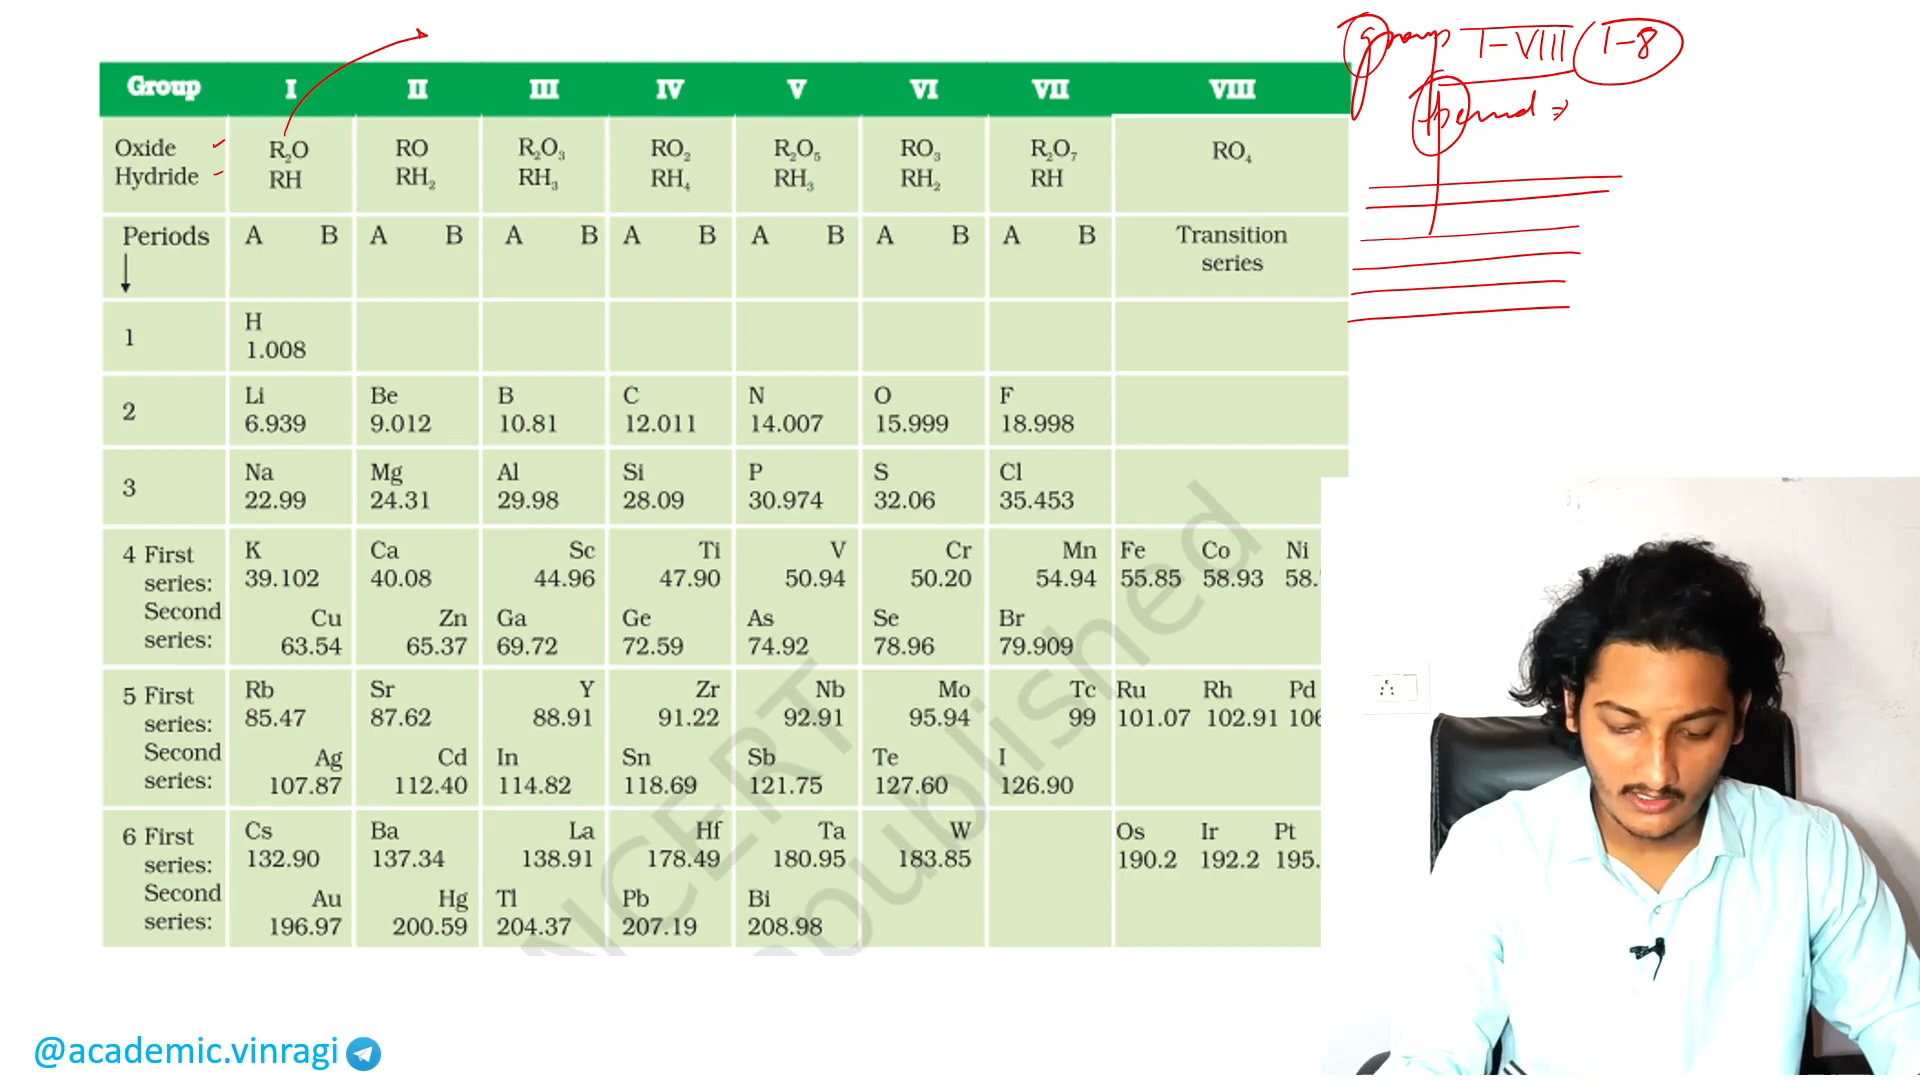 group I-VIII (1-8)
Period ⇒
Group I II III IV V VI VII VIII
Oxide R₂O RO R₂O₃ RO₂ R₂O₅ RO₃ R₂O₇ RO₄
Hydride RH RH₂ RH₃ RH₄ RH₃ RH₂ RH
Periods A B A B A B A B A B A B A B Transition
↓ series
1 H
1.008
2 Li Be B C N O F
6.939 9.012 10.81 12.011 14.007 15.999 18.998
3 Na Mg Al Si P S Cl
22.99 24.31 29.98 28.09 30.974 32.06 35.453
4 First K Ca Sc Ti V Cr Mn Fe Co Ni
series: 39.102 40.08 44.96 47.90 50.94 50.20 54.94 55.85 58.93 58.
Second Cu Zn Ga Ge As Se Br
series: 63.54 65.37 69.72 72.59 74.92 78.96 79.909
5 First Rb Sr Y Zr Nb Mo Tc Ru Rh Pd
series: 85.47 87.62 88.91 91.22 92.91 95.94 99 101.07 102.91 106
Second Ag Cd In Sn Sb Te I
series: 107.87 112.40 114.82 118.69 121.75 127.60 126.90
6 First Cs Ba La Hf Ta W Os Ir Pt
series: 132.90 137.34 138.91 178.49 180.95 183.85 190.2 192.2 195.
Second Au Hg Tl Pb Bi
series: 196.97 200.59 204.37 207.19 208.98
NCERT
@academic.vinragi